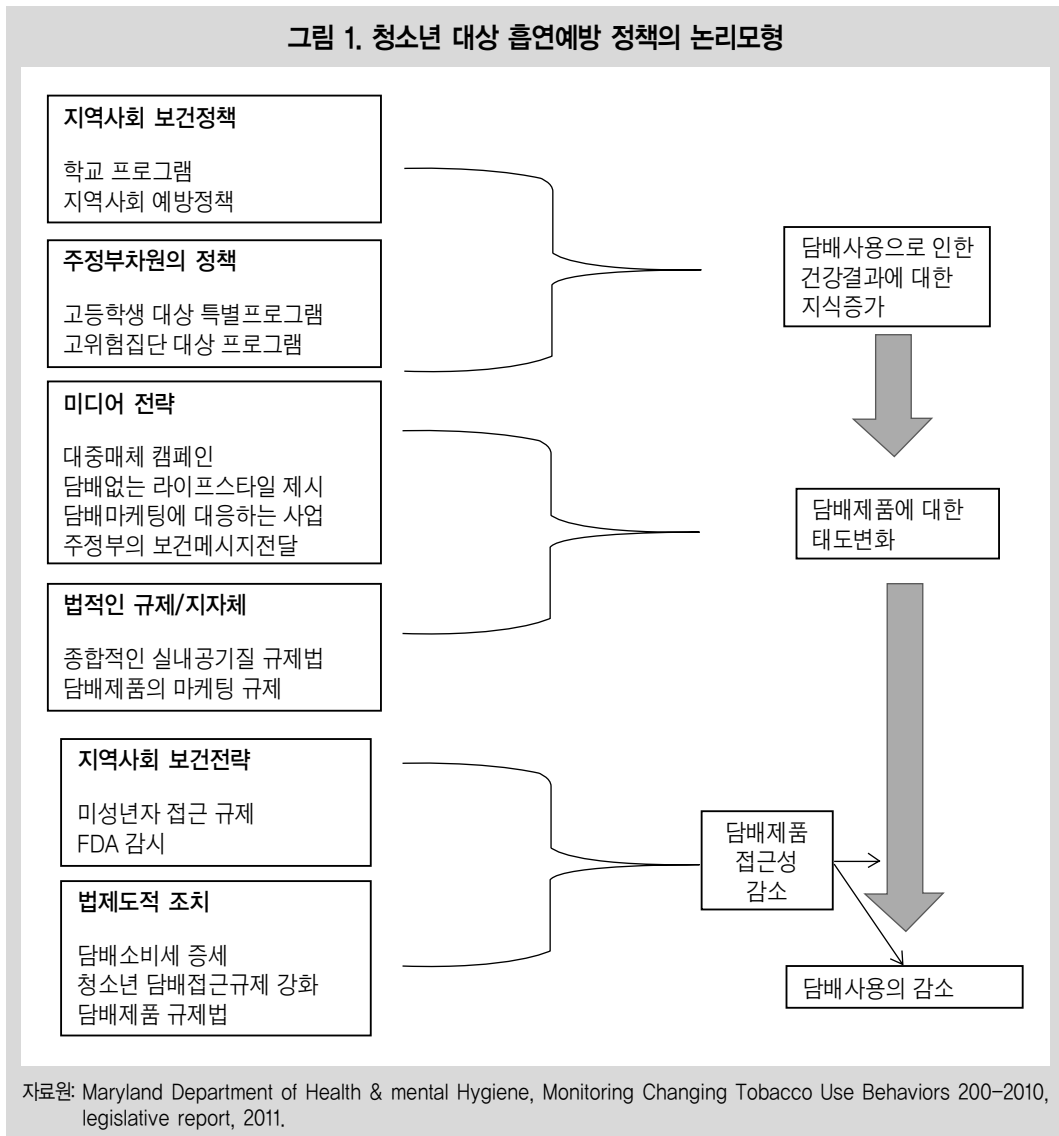 그림 1. 청소년 대상 흡연예방 정책의 논리모형
지역사회 보건정책
학교 프로그램
지역사회 예방정책
주정부차원의 정책
고등학생 대상 특별프로그램
고위험집단 대상 프로그램
미디어 전략
대중매체 캠페인
담배없는 라이프스타일 제시
담배마케팅에 대응하는 사업
주정부의 보건메시지전달
법적인 규제/지자체
종합적인 실내공기질 규제법
담배제품의 마케팅 규제
지역사회 보건전략
미성년자 접근 규제
FDA 감시
법제도적 조치
담배소비세 증세
청소년 담배접근규제 강화
담배제품 규제법
담배사용으로 인한
건강결과에 대한
지식증가
담배제품에 대한
태도변화
담배제품
접근성
감소
담배사용의 감소
자료원: Maryland Department of Health & mental Hygiene, Monitoring Changing Tobacco Use Behaviors 200-2010,
legislative report, 2011.